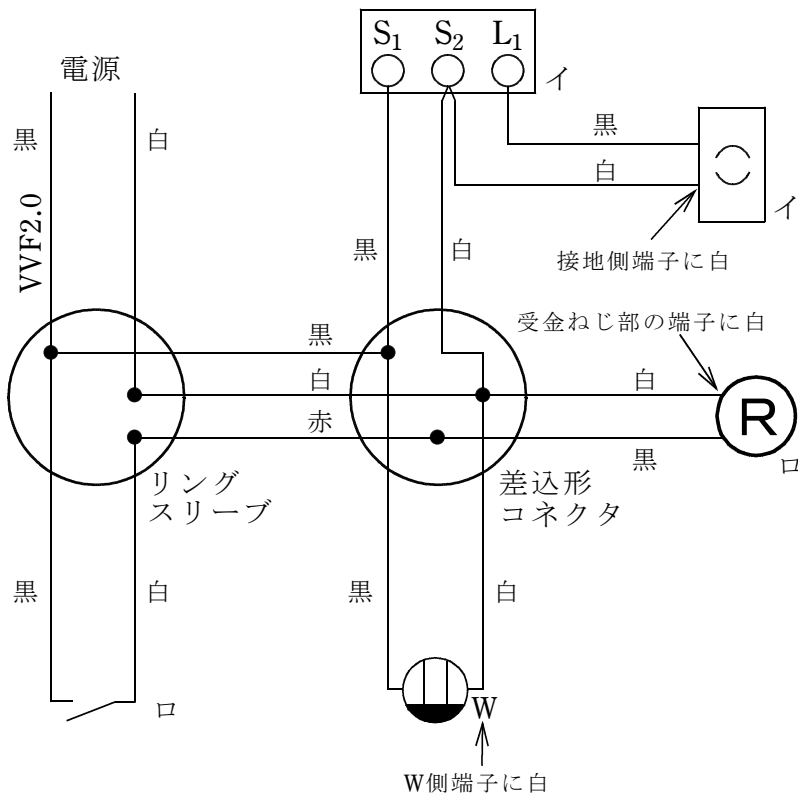 S₁ S₂ L₁
イ
電源
黒
白
黒
白
VVF2.0
イ
接地側端子に白
黒
白
受金ねじ部の端子に白
黒
白
赤
白
R
黒
ロ
リング
スリーブ
差込形
コネクタ
黒
白
黒
白
ロ
W
W側端子に白